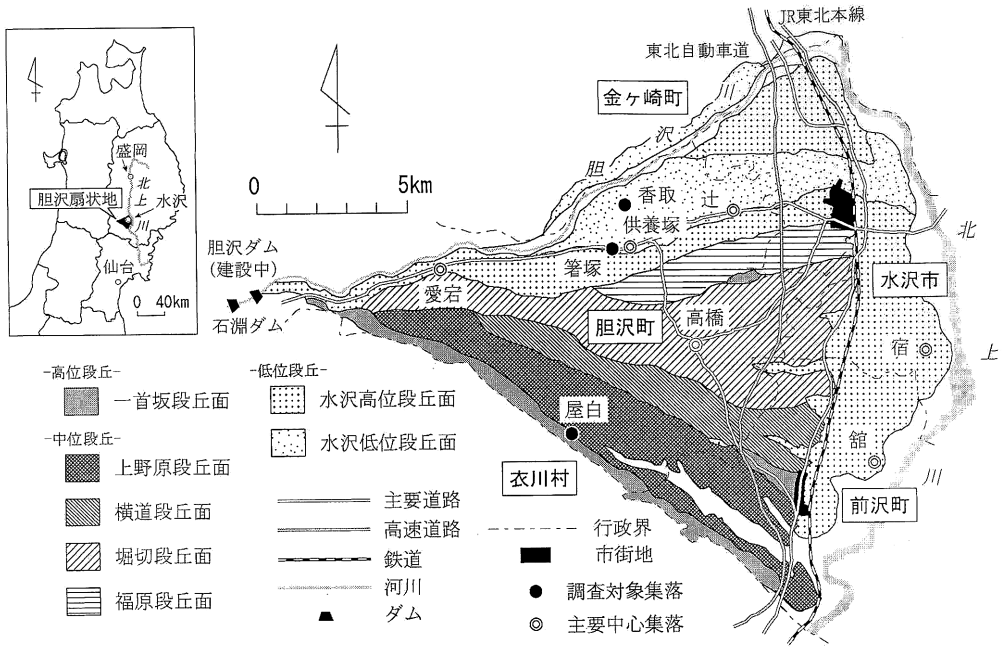 盛岡
北
上
川
水沢
胆沢扇状地
仙台
0 40km
JR東北本線
東北自動車道
金ヶ崎町
胆
沢
川
0 5km
香取
供養塚
辻
箸塚
胆沢ダム
(建設中)
石淵ダム
愛宕
胆沢町
高橋
水沢市
宿
北
上
川
屋白
舘
衣川村
前沢町
-高位段丘-
一首坂段丘面
-中位段丘-
上野原段丘面
横道段丘面
堀切段丘面
福原段丘面
-低位段丘-
水沢高位段丘面
水沢低位段丘面
主要道路
高速道路
鉄道
河川
ダム
行政界
市街地
調査対象集落
主要中心集落